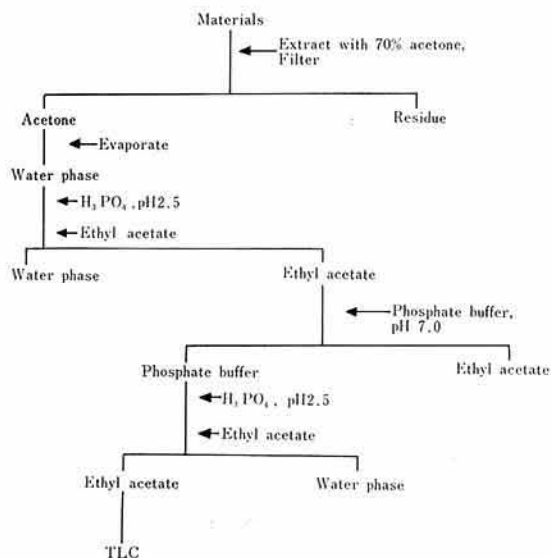 Materials
Extract with 70% acetone,
Filter
Acetone
Residue
Evaporate
Water phase
H₃PO₄, pH2.5
Ethyl acetate
Water phase
Ethyl acetate
Phosphate buffer,
pH 7.0
Phosphate buffer
Ethyl acetate
H₃PO₄, pH2.5
Ethyl acetate
Ethyl acetate
Water phase
TLC